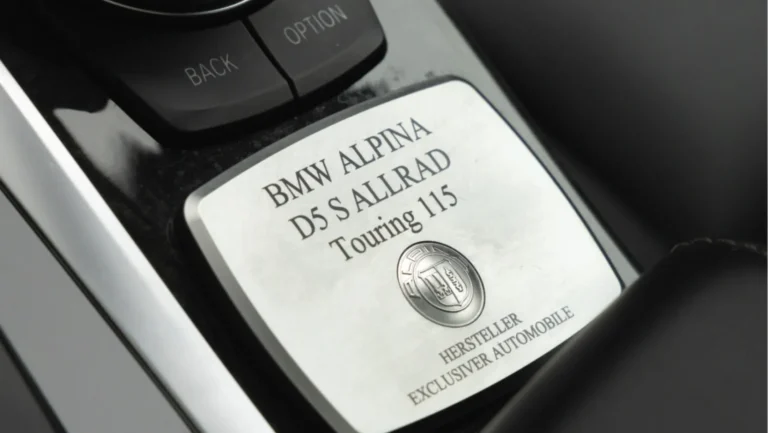 BACK
OPTION
BMW ALPINA
D5 S ALLRAD
Touring 115
HERSTELLER
EXCLUSIVER AUTOMOBILE